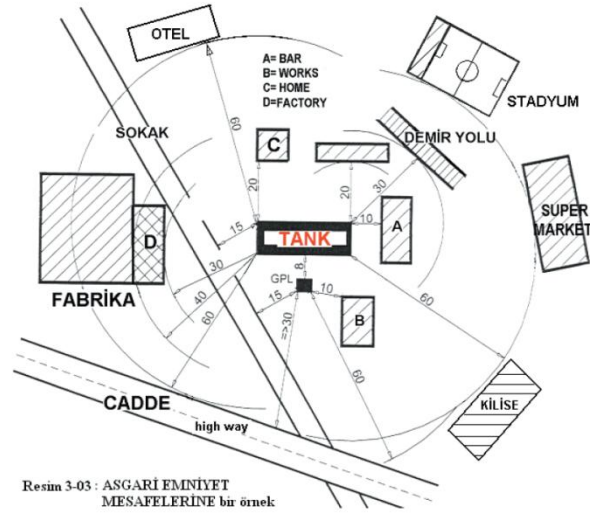 OTEL
A= BAR
B= WORKS
C= HOME
D=FACTORY
STADYUM
SOKAK
60
C
DEMİR YOLU
20
20
30
SUPER
MARKET
15
10
A
D
TANK
30
8
FABRİKA
40
GPL
15
10
60
60
B
=>30
60
CADDE
KİLİSE
high way
Resim 3-03 : ASGARİ EMNİYET
MESAFELERİNE bir örnek